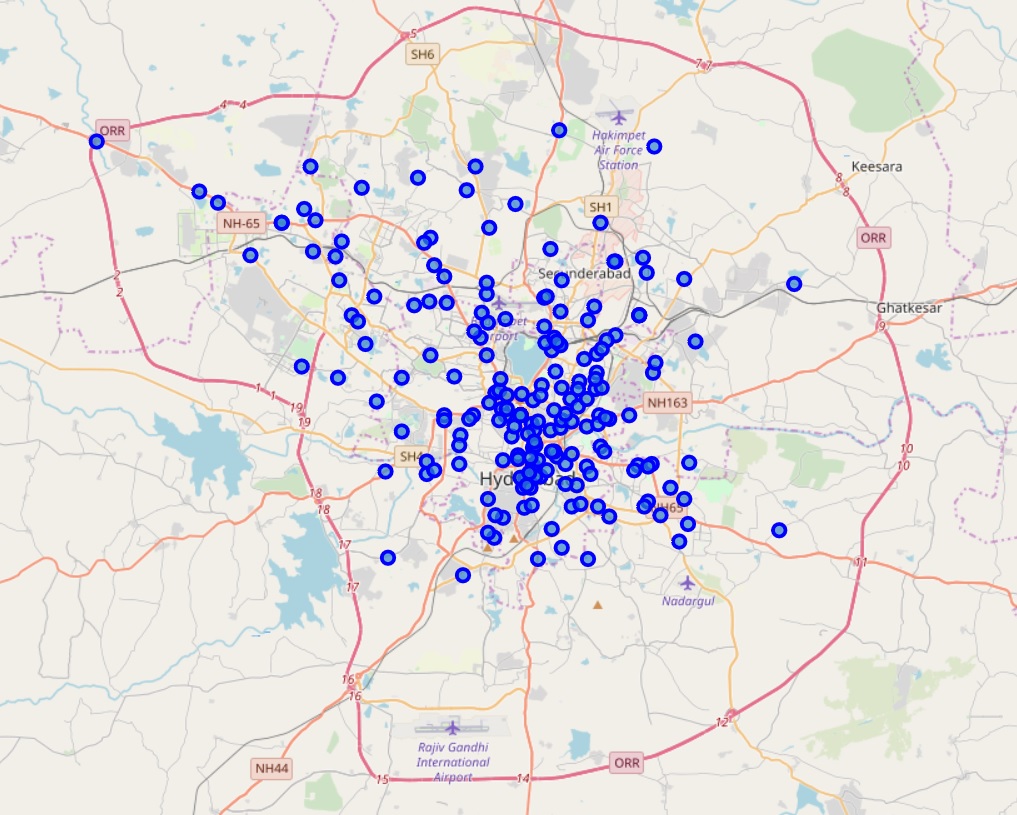 5
SH6
7 7
4 4
ORR
Hakimpet
Air Force
Station
Keesara
8
8
SH1
NH-65
ORR
2
2
Secunderabad
Ghatkesar
9
1
1
19
19
NH163
10
10
SH4
Hyd
18
18
NH65
17
11
17
Nadargul
16
16
12
Rajiv Gandhi
International
Airport
ORR
NH44
15
14